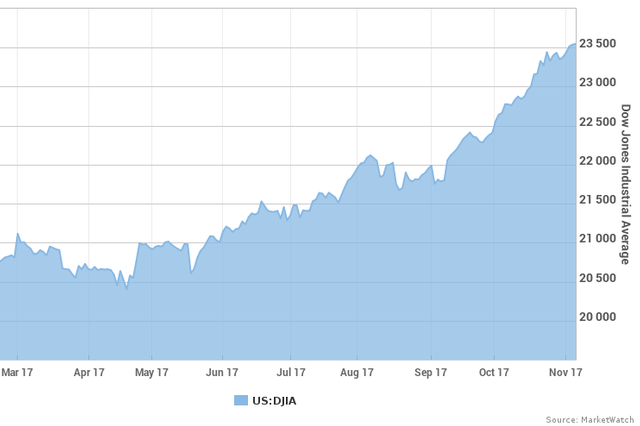 23 500
23 000
22 500
22 000
21 500
21 000
20 500
20 000
Dow Jones Industrial Average
Mar 17 Apr 17 May 17 Jun 17 Jul 17 Aug 17 Sep 17 Oct 17 Nov 17
US:DJIA
Source: MarketWatch